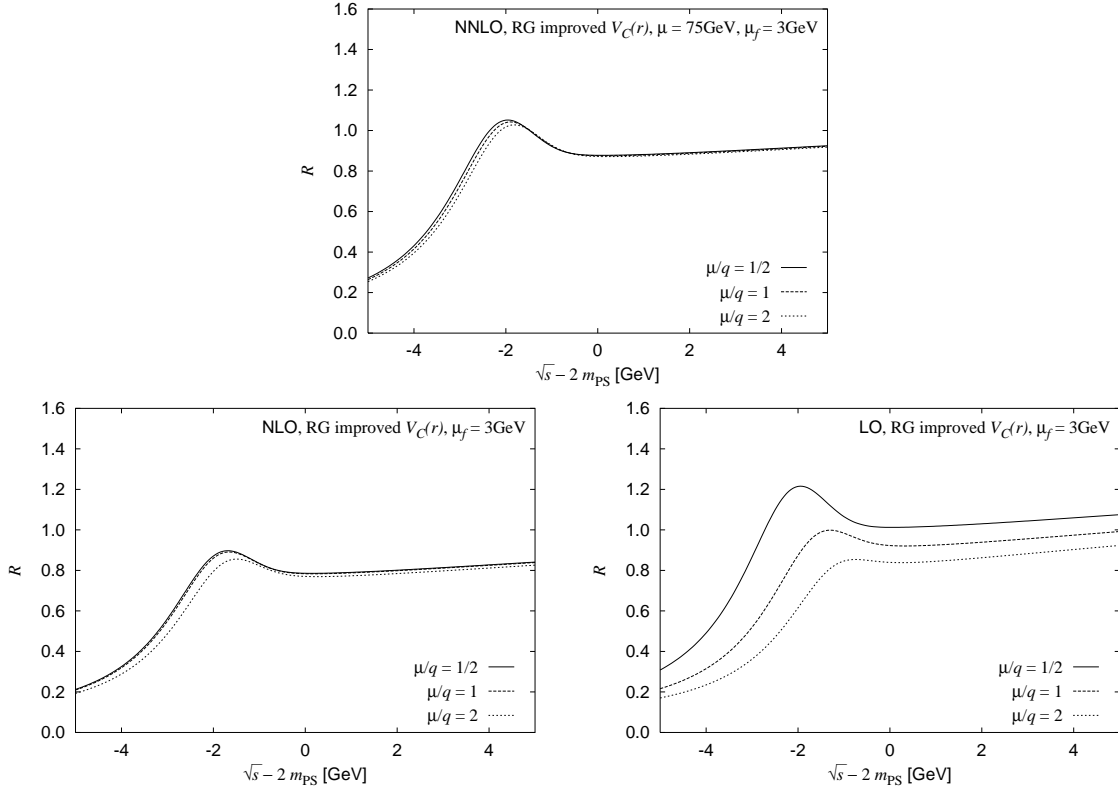 NNLO, RG improved V_C(r), μ = 75GeV, μ_f = 3GeV
1.6
1.4
1.2
1.0
0.8
0.6
0.4
0.2
0.0
R
μ/q = 1/2
μ/q = 1
μ/q = 2
-4 -2 0 2 4
√s − 2 m_PS [GeV]
NLO, RG improved V_C(r), μ_f = 3GeV
1.6
1.4
1.2
1.0
0.8
0.6
0.4
0.2
0.0
R
μ/q = 1/2
μ/q = 1
μ/q = 2
-4 -2 0 2 4
√s − 2 m_PS [GeV]
LO, RG improved V_C(r), μ_f = 3GeV
1.6
1.4
1.2
1.0
0.8
0.6
0.4
0.2
0.0
R
μ/q = 1/2
μ/q = 1
μ/q = 2
-4 -2 0 2 4
√s − 2 m_PS [GeV]